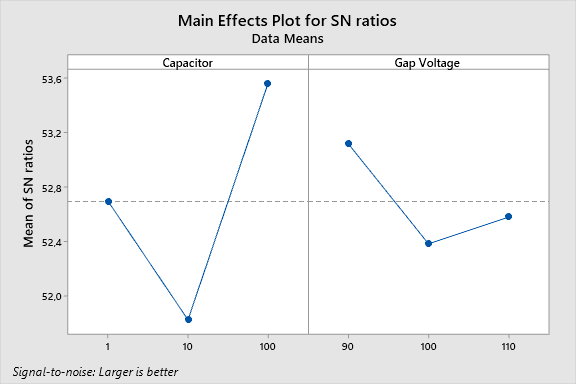 Main Effects Plot for SN ratios
Data Means
Capacitor Gap Voltage
Mean of SN ratios
53,6
53,2
52,8
52,4
52,0
1 10 100 90 100 110
Signal-to-noise: Larger is better